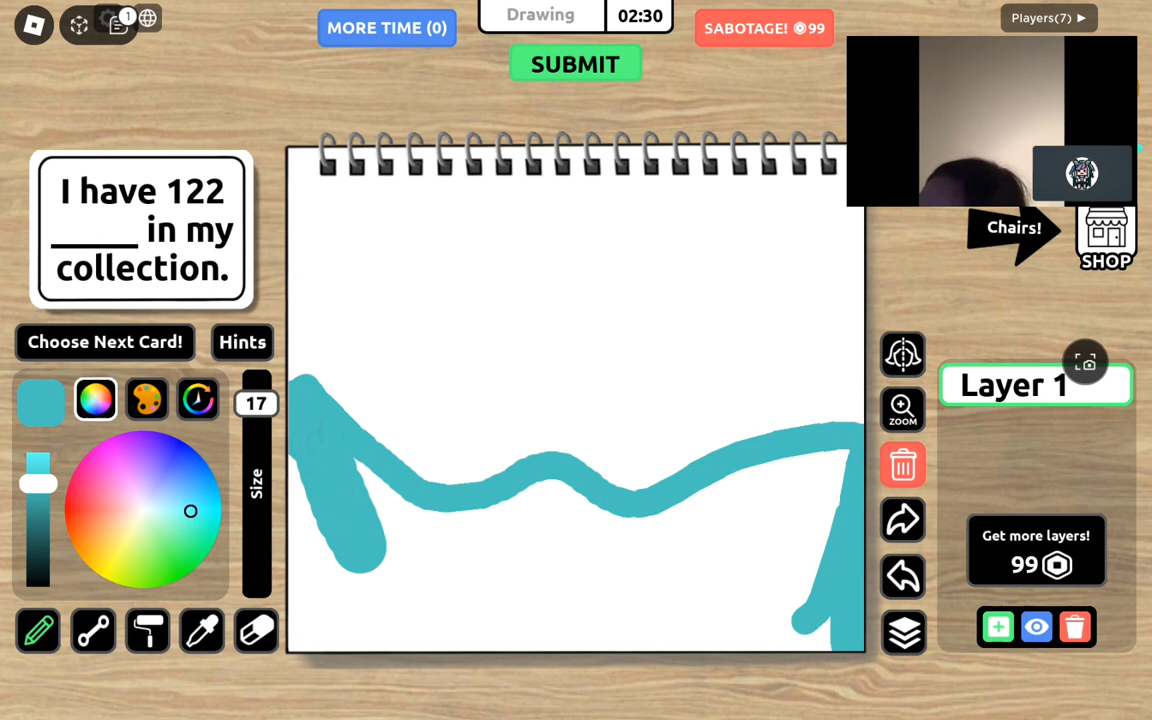 1
MORE TIME (0)
Drawing
02:30
SABOTAGE! 99
Players(7) ▶
SUBMIT
I have 122
_____ in my
collection.
Chairs!
SHOP
Choose Next Card!
Hints
17
Size
ZOOM
Layer 1
Get more layers!
99